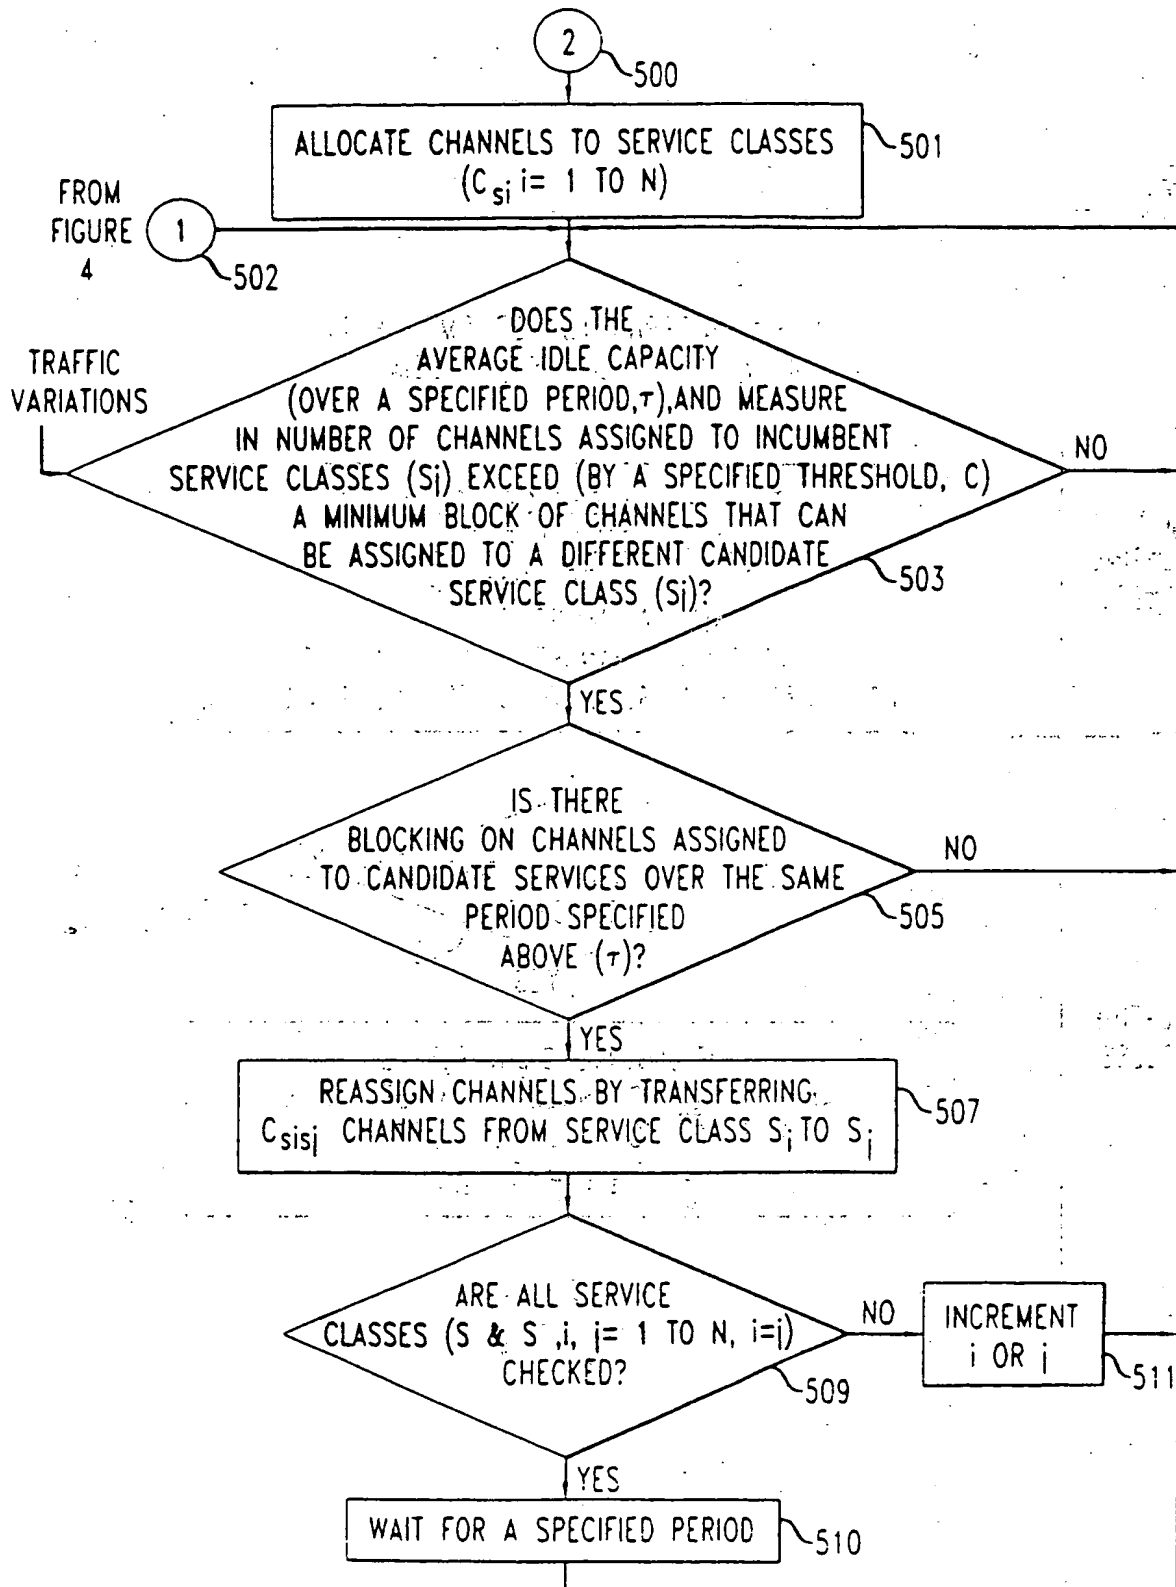 2
500
ALLOCATE CHANNELS TO SERVICE CLASSES
(Csi i= 1 TO N)
501
FROM
FIGURE
4
1
502
TRAFFIC
VARIATIONS
DOES THE
AVERAGE IDLE CAPACITY
(OVER A SPECIFIED PERIOD,τ),AND MEASURE
IN NUMBER OF CHANNELS ASSIGNED TO INCUMBENT
SERVICE CLASSES (Sj) EXCEED (BY A SPECIFIED THRESHOLD, C)
A MINIMUM BLOCK OF CHANNELS THAT CAN
BE ASSIGNED TO A DIFFERENT CANDIDATE
SERVICE CLASS (Sj)?
NO
503
YES
IS THERE
BLOCKING ON CHANNELS ASSIGNED
TO CANDIDATE SERVICES OVER THE SAME
PERIOD SPECIFIED
ABOVE (τ)?
NO
505
YES
REASSIGN CHANNELS BY TRANSFERRING
Csisj CHANNELS FROM SERVICE CLASS Si TO Sj
507
ARE ALL SERVICE
CLASSES (S & S ,i, j= 1 TO N, i=j)
CHECKED?
NO
509
INCREMENT
i OR j
511
YES
WAIT FOR A SPECIFIED PERIOD
510